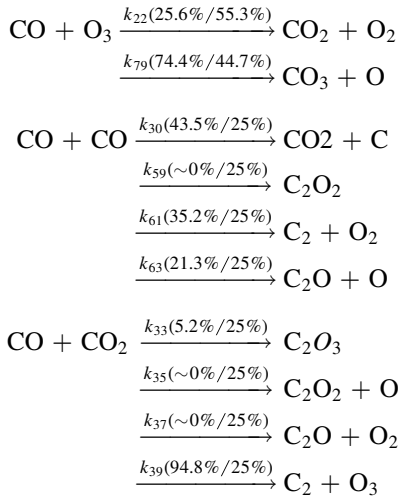 CO + O₃ k₂₂(25.6%/55.3%) → CO₂ + O₂
k₇₉(74.4%/44.7%) → CO₃ + O
CO + CO k₃₀(43.5%/25%) → CO2 + C
k₅₉(~0%/25%) → C₂O₂
k₆₁(35.2%/25%) → C₂ + O₂
k₆₃(21.3%/25%) → C₂O + O
CO + CO₂ k₃₃(5.2%/25%) → C₂O₃
k₃₅(~0%/25%) → C₂O₂ + O
k₃₇(~0%/25%) → C₂O + O₂
k₃₉(94.8%/25%) → C₂ + O₃